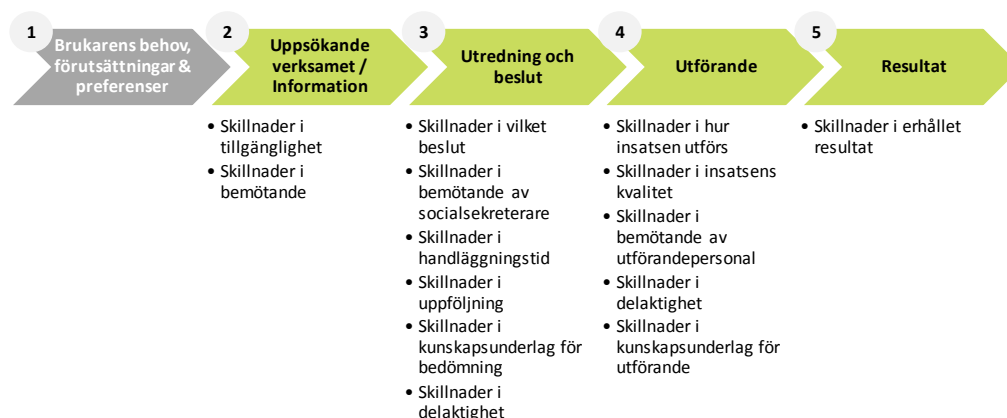 1
Brukarens behov,
förutsättningar &
preferenser
2
Uppsökande
verksamet /
Information
3
Utredning och
beslut
4
Utförande
5
Resultat
• Skillnader i
tillgänglighet
• Skillnader i
bemötande
• Skillnader i vilket
beslut
• Skillnader i
bemötande av
socialsekreterare
• Skillnader i
handläggningstid
• Skillnader i
uppföljning
• Skillnader i
kunskapsunderlag för
bedömning
• Skillnader i
delaktighet
• Skillnader i hur
insatsen utförs
• Skillnader i insatsens
kvalitet
• Skillnader i
bemötande av
utförandepersonal
• Skillnader i
delaktighet
• Skillnader i
kunskapsunderlag för
utförande
• Skillnader i erhållet
resultat